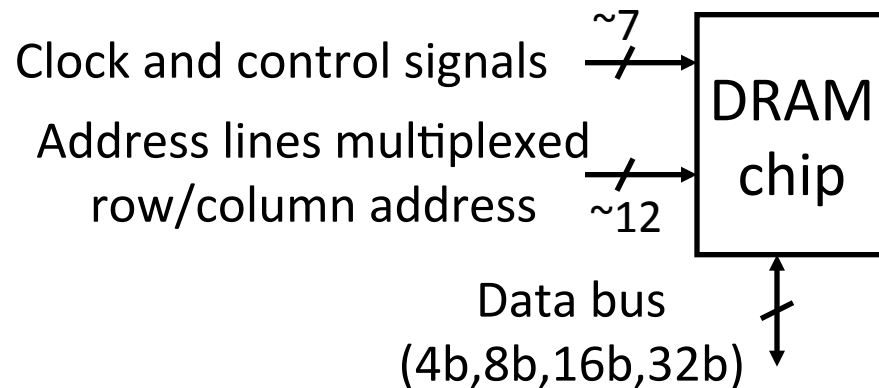 ~7
Clock and control signals
DRAM
chip
Address lines multiplexed
row/column address
~12
Data bus
(4b,8b,16b,32b)